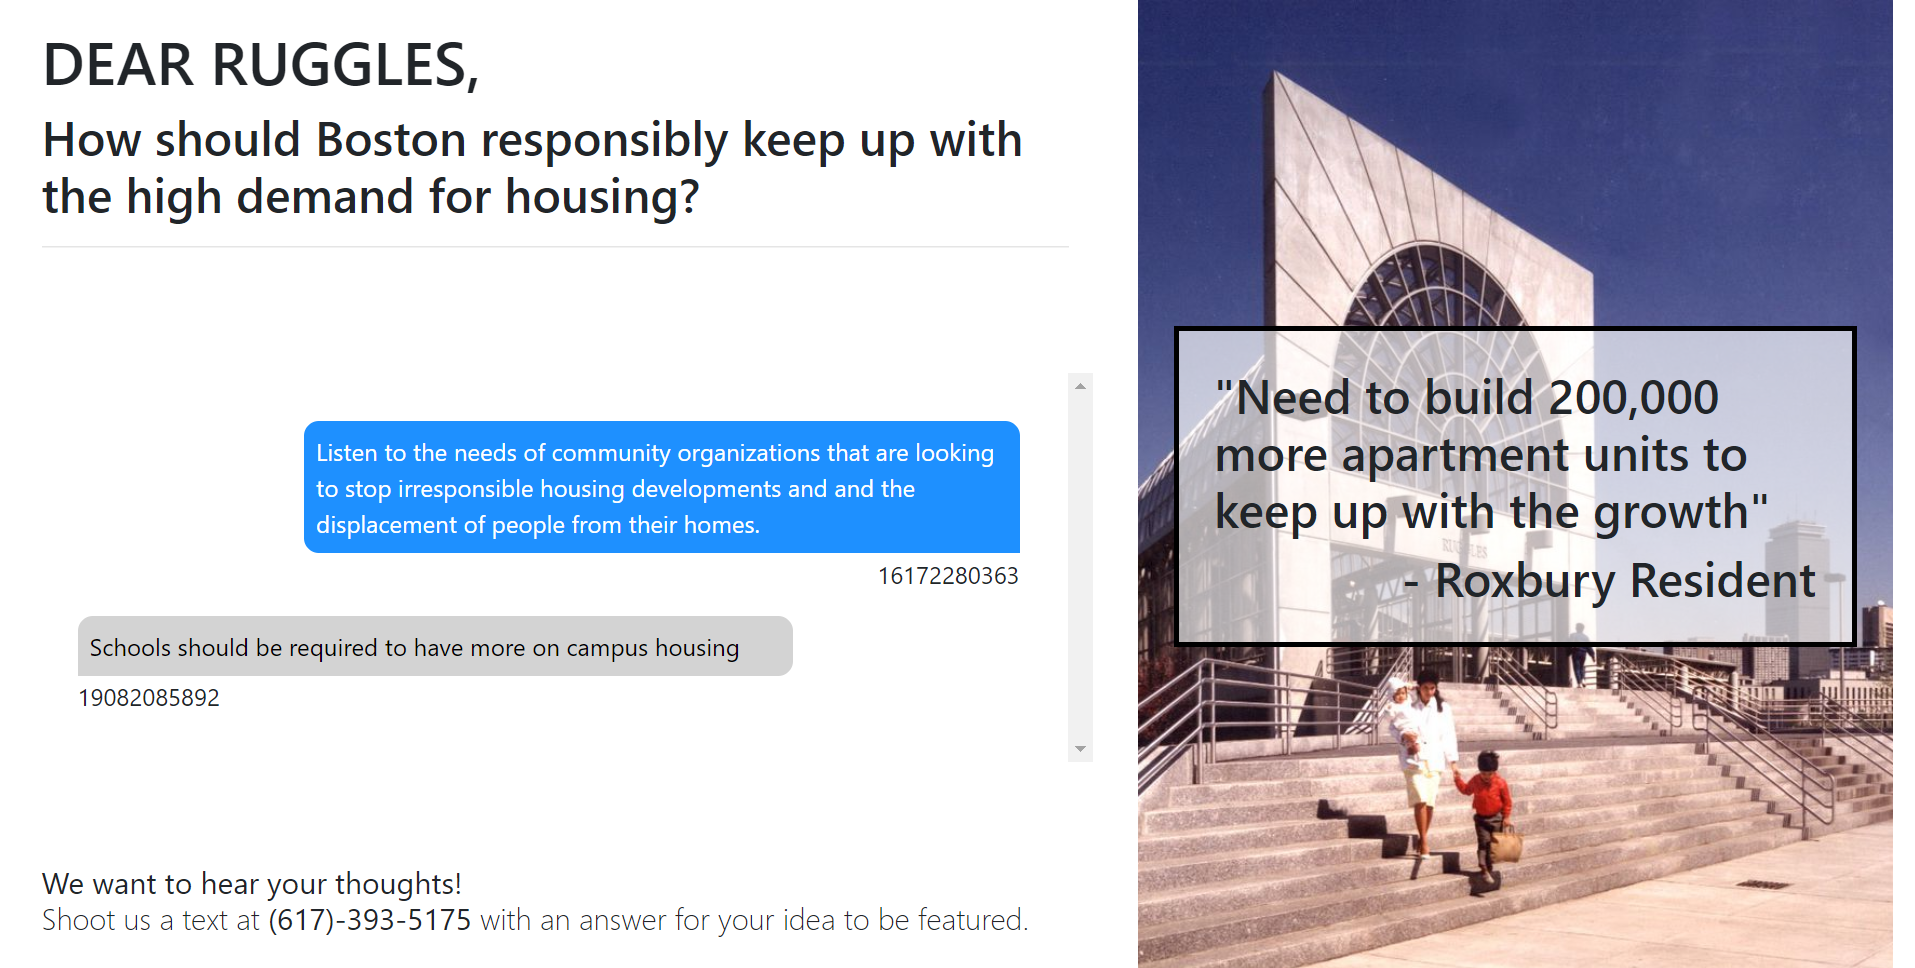 DEAR RUGGLES,
How should Boston responsibly keep up with
the high demand for housing?
Listen to the needs of community organizations that are looking
to stop irresponsible housing developments and and the
displacement of people from their homes.
16172280363
Schools should be required to have more on campus housing
19082085892
We want to hear your thoughts!
Shoot us a text at (617)-393-5175 with an answer for your idea to be featured.
"Need to build 200,000
more apartment units to
keep up with the growth"
- Roxbury Resident
RUGGLES